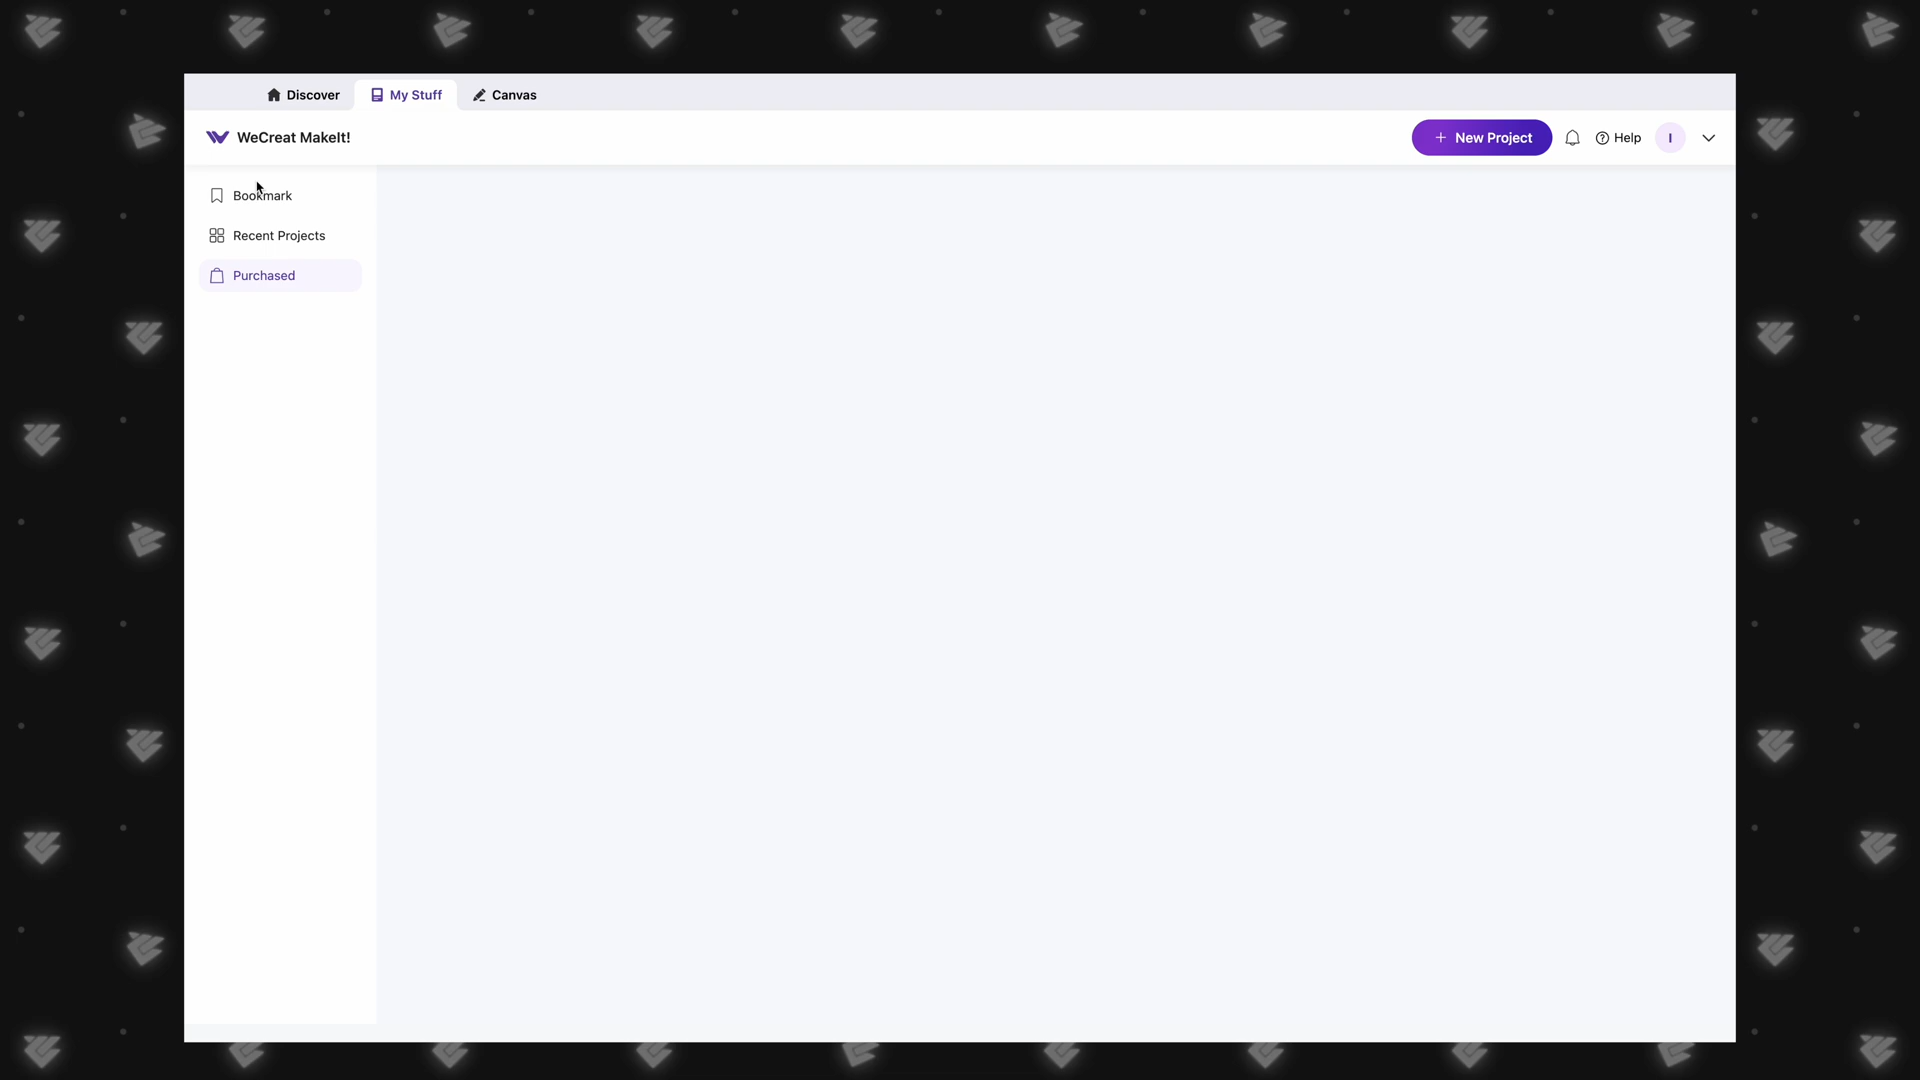 Discover
My Stuff
Canvas
WeCreat MakeIt!
New Project
Help
I
Bookmark
Recent Projects
Purchased